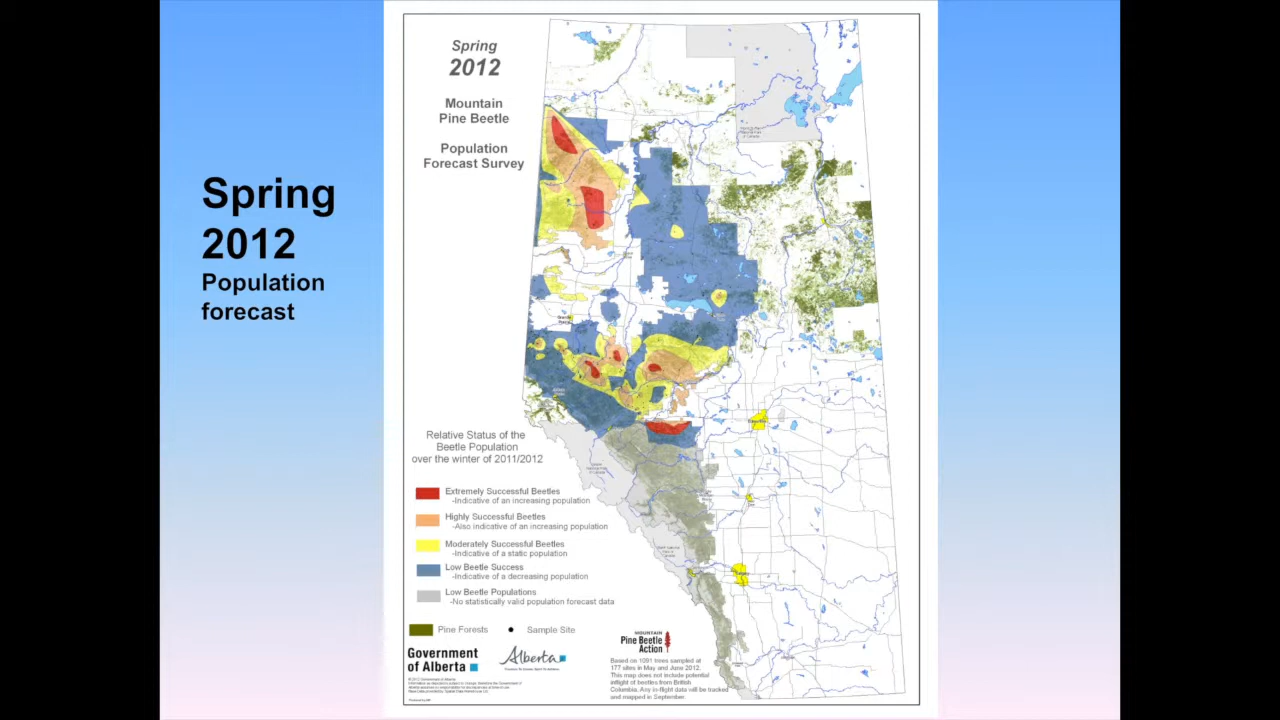 Spring
2012
Population
forecast
Spring
2012
Mountain
Pine Beetle
Population
Forecast Survey
Relative Status of the
Beetle Population
over the winter of 2011/2012
Extremely Successful Beetles
-Indicative of an increasing population
Highly Successful Beetles
-Also indicative of an increasing population
Moderately Successful Beetles
-Indicative of a static population
Low Beetle Success
-Indicative of a decreasing population
Low Beetle Populations
-No statistically valid population forecast data
Pine Forests
Sample Site
Government
of Alberta
Alberta
MOUNTAIN
Pine Beetle
Action
Based on 1091 trees sampled at
177 sites in May and June 2012.
This map does not include potential
inflight of beetles from British
Columbia. Any in-flight data will be tracked
and mapped in September.